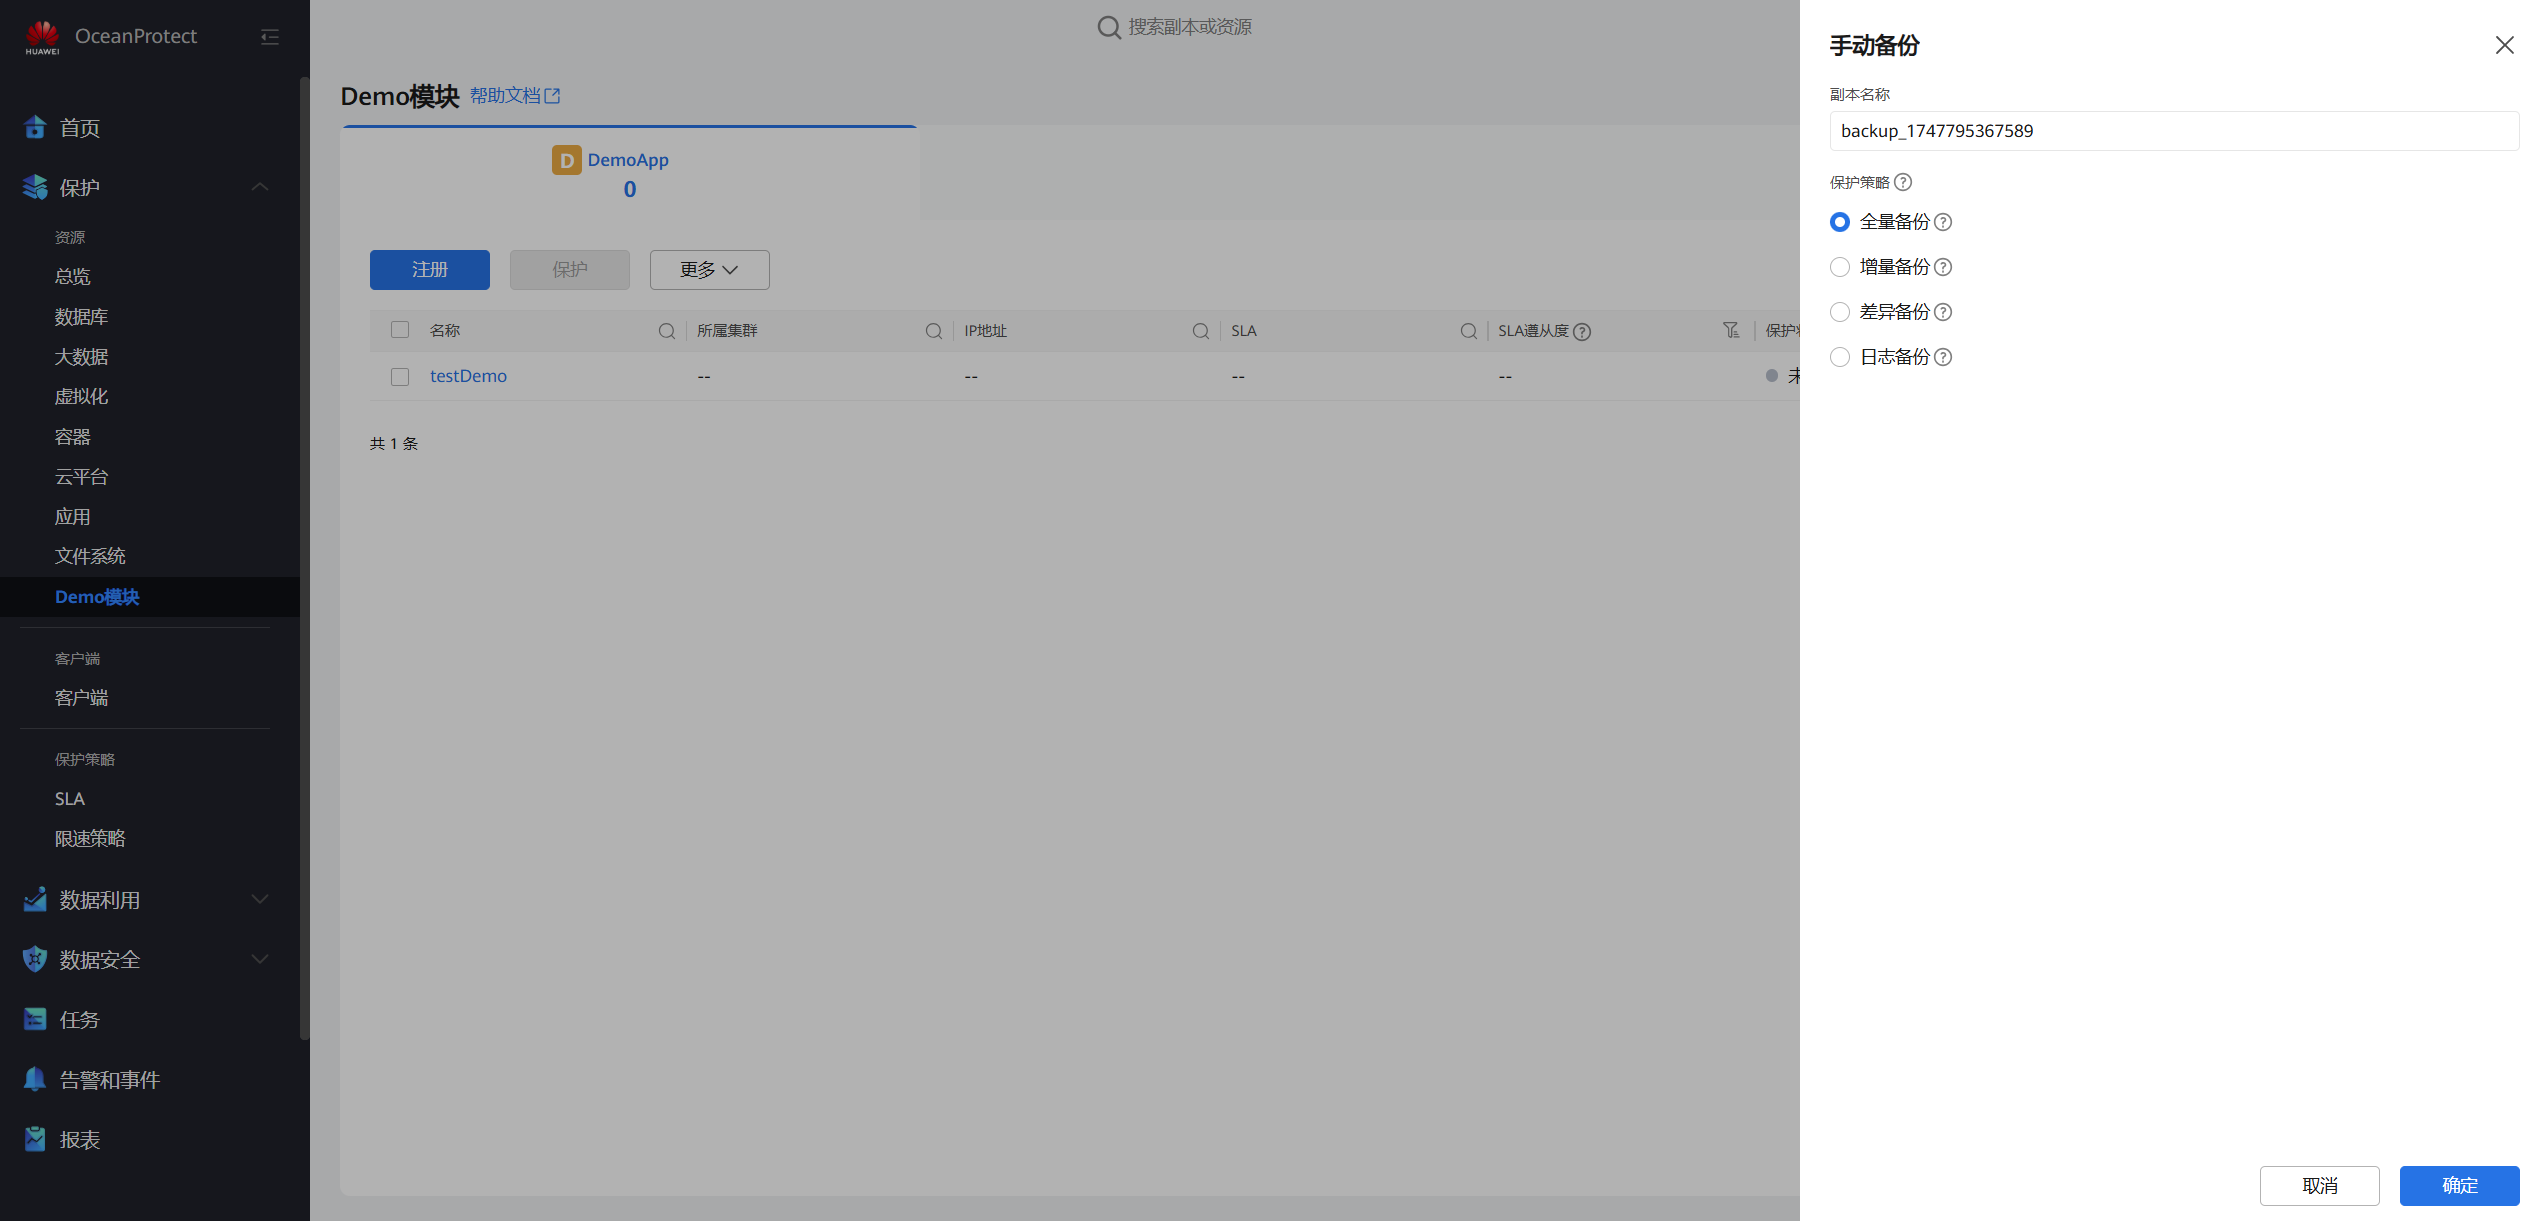 HUAWEI
OceanProtect
首页
保护
资源
总览
数据库
大数据
虚拟化
容器
云平台
应用
文件系统
Demo模块
客户端
客户端
保护策略
SLA
限速策略
数据利用
数据安全
任务
告警和事件
报表
搜索副本或资源
Demo模块 帮助文档
D DemoApp
0
注册 保护 更多
名称 所属集群 IP地址 SLA SLA遵从度
testDemo -- -- -- --
共 1 条
手动备份
副本名称
backup_1747795367589
保护策略
全量备份
增量备份
差异备份
日志备份
取消 确定